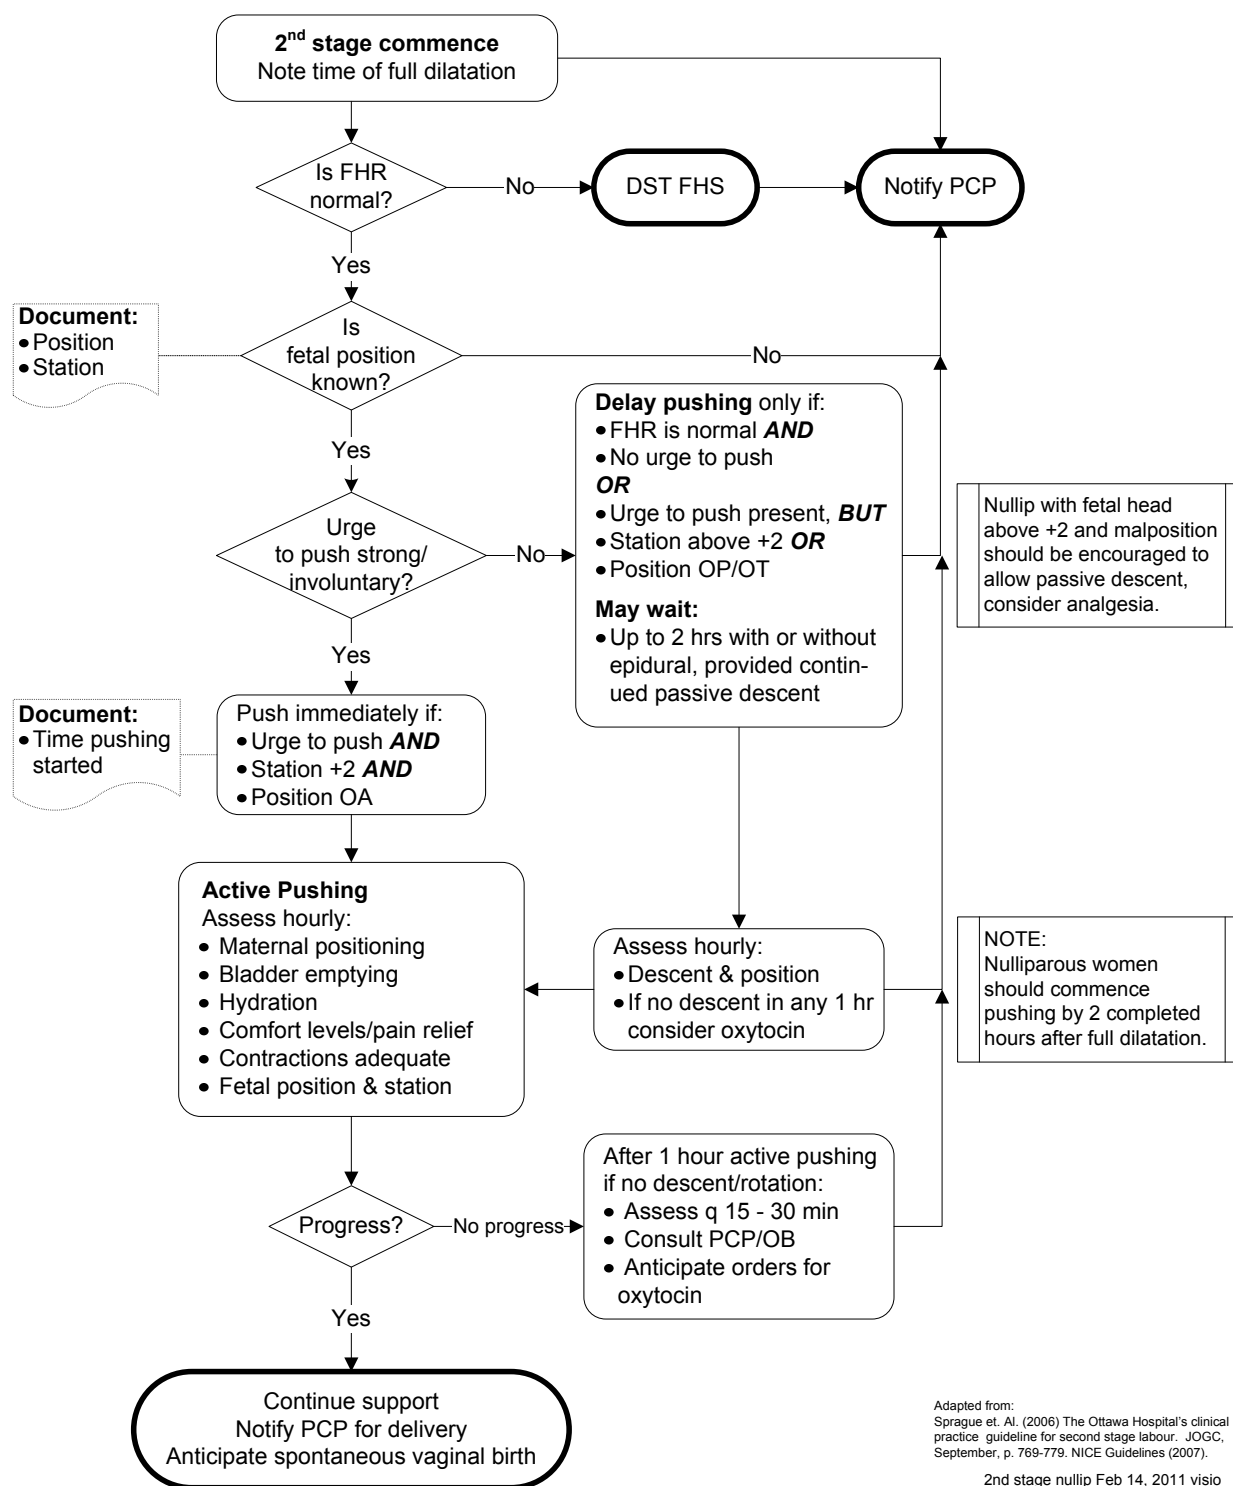 2nd stage commence
Note time of full dilatation
Is FHR
normal?
No
DST FHS
Notify PCP
Yes
Document:
• Position
• Station
Is
fetal position
known?
No
Yes
Delay pushing only if:
• FHR is normal AND
• No urge to push
OR
• Urge to push present, BUT
• Station above +2 OR
• Position OP/OT
May wait:
• Up to 2 hrs with or without
epidural, provided contin-
ued passive descent
Nullip with fetal head
above +2 and malposition
should be encouraged to
allow passive descent,
consider analgesia.
Urge
to push strong/
involuntary?
No
Yes
Document:
• Time pushing
started
Push immediately if:
• Urge to push AND
• Station +2 AND
• Position OA
Active Pushing
Assess hourly:
• Maternal positioning
• Bladder emptying
• Hydration
• Comfort levels/pain relief
• Contractions adequate
• Fetal position & station
Assess hourly:
• Descent & position
• If no descent in any 1 hr
consider oxytocin
NOTE:
Nulliparous women
should commence
pushing by 2 completed
hours after full dilatation.
Progress?
No progress
After 1 hour active pushing
if no descent/rotation:
• Assess q 15 - 30 min
• Consult PCP/OB
• Anticipate orders for
oxytocin
Yes
Continue support
Notify PCP for delivery
Anticipate spontaneous vaginal birth
Adapted from:
Sprague et. Al. (2006) The Ottawa Hospital's clinical
practice guideline for second stage labour. JOGC,
September, p. 769-779. NICE Guidelines (2007).
2nd stage nullip Feb 14, 2011 visio